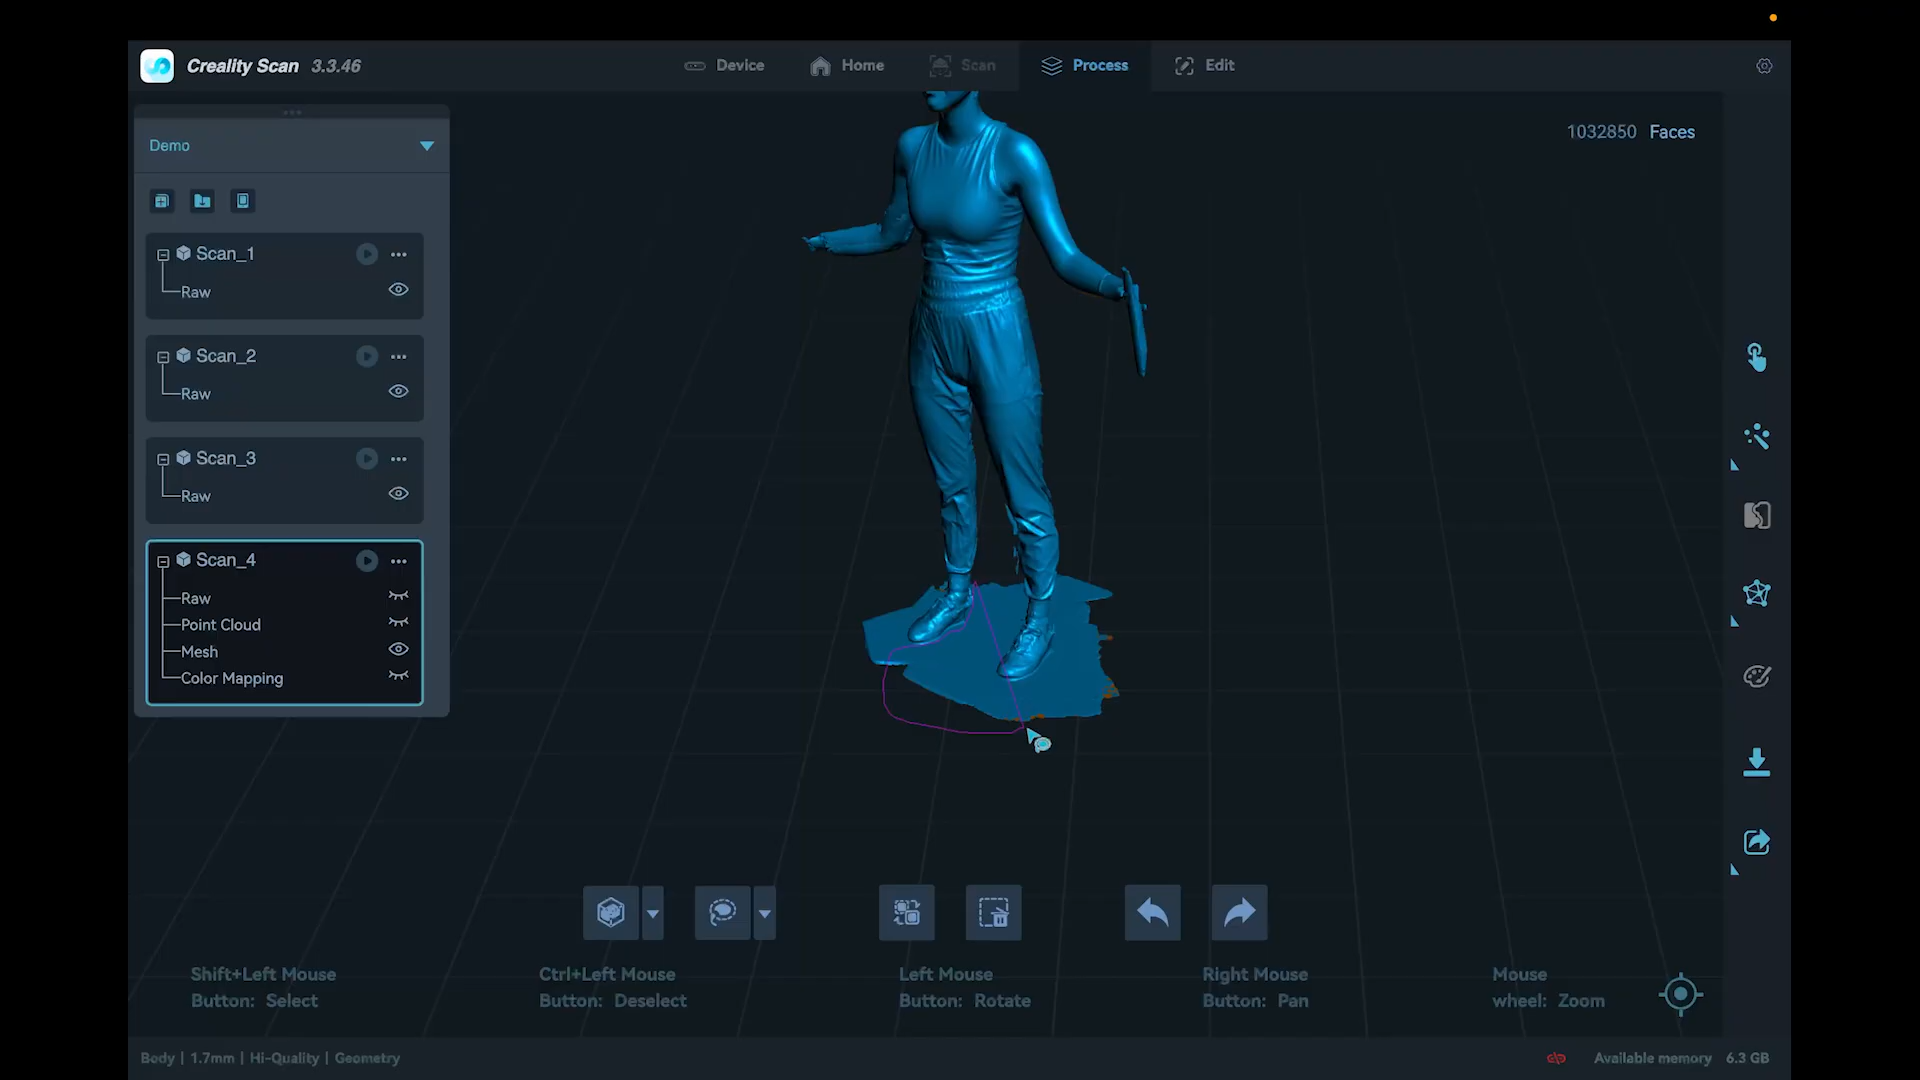 Creality Scan 3.3.46
Device
Home
Scan
Process
Edit
Demo
1032850 Faces
Scan_1
Raw
Scan_2
Raw
Scan_3
Raw
Scan_4
Raw
Point Cloud
Mesh
Color Mapping
Shift+Left Mouse
Button: Select
Ctrl+Left Mouse
Button: Deselect
Left Mouse
Button: Rotate
Right Mouse
Button: Pan
Mouse
wheel: Zoom
Body | 1.7mm | Hi-Quality | Geometry
Available memory 6.3 GB